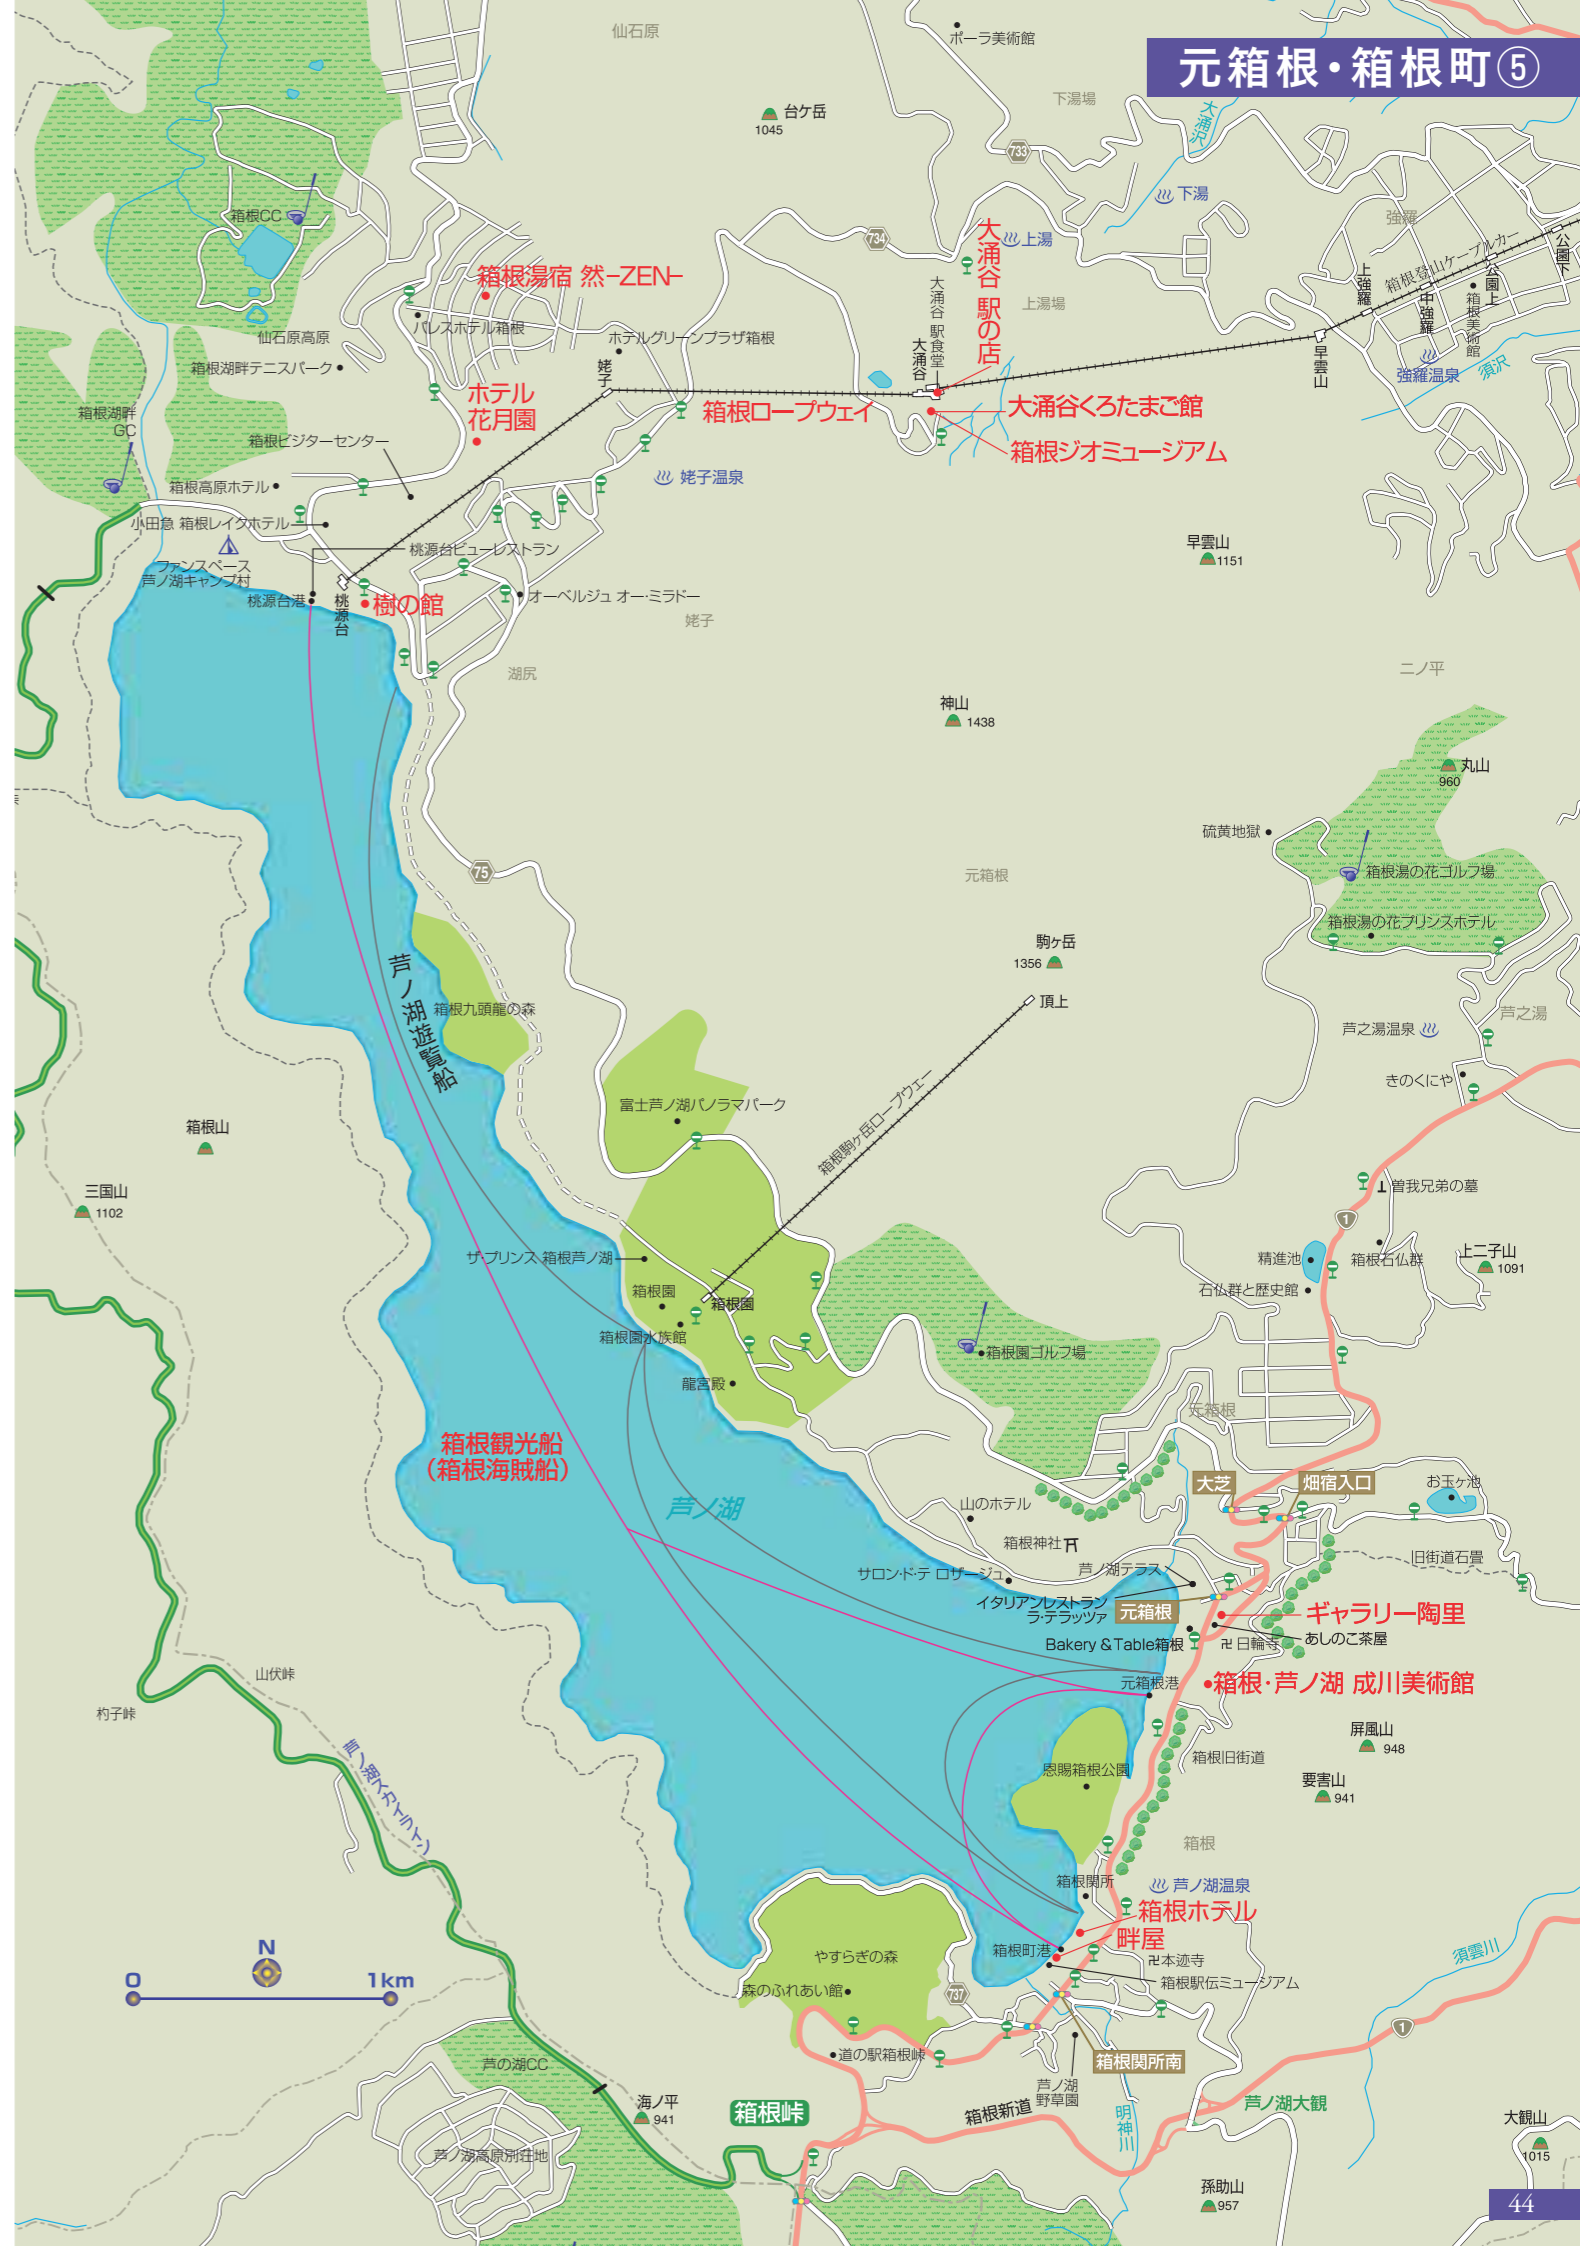 元箱根・箱根町⑤
仙石原
ポーラ美術館
下湯場
大涌沢
台ケ岳
1045
733
下湯
箱根CC
強羅
734
大涌谷 駅の店
上湯
箱根登山ケーブルカー
公園下
上強羅
公園上
中強羅
箱根美術館
箱根湯宿 然-ZEN-
大涌谷 駅食堂
上湯場
パレスホテル箱根
仙石原高原
ホテルグリーンプラザ箱根
大涌谷
早雲山
強羅温泉
須沢
箱根湖畔テニスパーク
姥子
ホテル
花月園
箱根ロープウェイ
大涌谷くろたまご館
箱根湖畔
GC
箱根ビジターセンター
箱根ジオミュージアム
箱根高原ホテル
姥子温泉
小田急 箱根レイクホテル
桃源台ビューレストラン
早雲山
1151
ファンスペース
芦ノ湖キャンプ村
桃源台港
桃源台
樹の館
オーベルジュ オー・ミラドー
姥子
湖尻
二ノ平
神山
1438
丸山
960
硫黄地獄
75
元箱根
箱根湯の花ゴルフ場
箱根湯の花プリンスホテル
駒ヶ岳
1356
頂上
芦ノ湖遊覧船
箱根九頭龍の森
芦之湯
芦之湯温泉
きのくにや
富士芦ノ湖パノラマパーク
箱根駒ヶ岳ロープウェー
箱根山
三国山
1102
曽我兄弟の墓
1
ザ・プリンス 箱根芦ノ湖
精進池
箱根石仏群
上二子山
1091
石仏群と歴史館
箱根園
箱根園
箱根園水族館
箱根園ゴルフ場
龍宮殿
元箱根
箱根観光船
（箱根海賊船）
芦ノ湖
大芝
畑宿入口
お玉ヶ池
山のホテル
箱根神社
旧街道石畳
サロン・ド・テ ロザージュ
芦ノ湖テラス
イタリアンレストラン
ラ・テラッツァ
元箱根
ギャラリー陶里
Bakery &Table箱根
日輪寺
あしのこ茶屋
元箱根港
箱根・芦ノ湖 成川美術館
山伏峠
杓子峠
屏風山
948
箱根旧街道
恩賜箱根公園
要害山
941
芦ノ湖スカイライン
箱根
箱根関所
芦ノ湖温泉
箱根ホテル
畔屋
箱根町港
本迹寺
箱根駅伝ミュージアム
須雲川
やすらぎの森
森のふれあい館
737
N
0
1km
1
道の駅箱根峠
箱根関所南
芦の湖CC
芦ノ湖
野草園
海ノ平
941
箱根峠
箱根新道
明神川
芦ノ湖大観
大観山
1015
芦ノ湖高原別荘地
孫助山
957
44